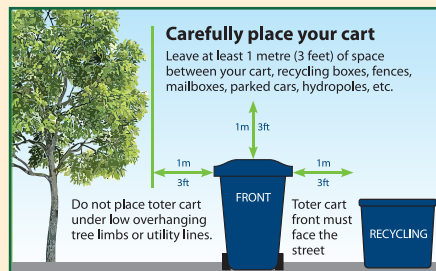 Carefully place your cart
Leave at least 1 metre (3 feet) of space
between your cart, recycling boxes, fences,
mailboxes, parked cars, hydropoles, etc.
1m 3ft
1m
3ft
1m
3ft
Do not place toter cart
under low overhanging
tree limbs or utility lines.
FRONT
Toter cart
front must
face the
street
RECYCLING